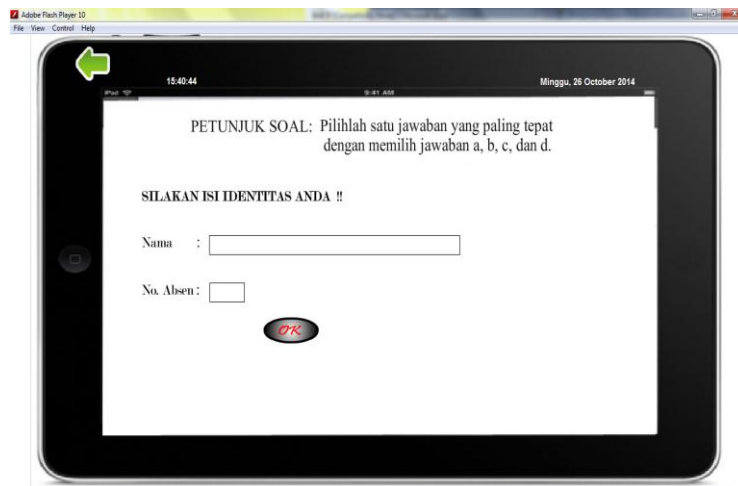 Adobe Flash Player 10
File View Control Help
15:40:44
Minggu, 26 October 2014
iPad
9:41 AM
PETUNJUK SOAL: Pilihlah satu jawaban yang paling tepat
dengan memilih jawaban a, b, c, dan d.
SILAKAN ISI IDENTITAS ANDA !!
Nama :
No. Absen :
OK